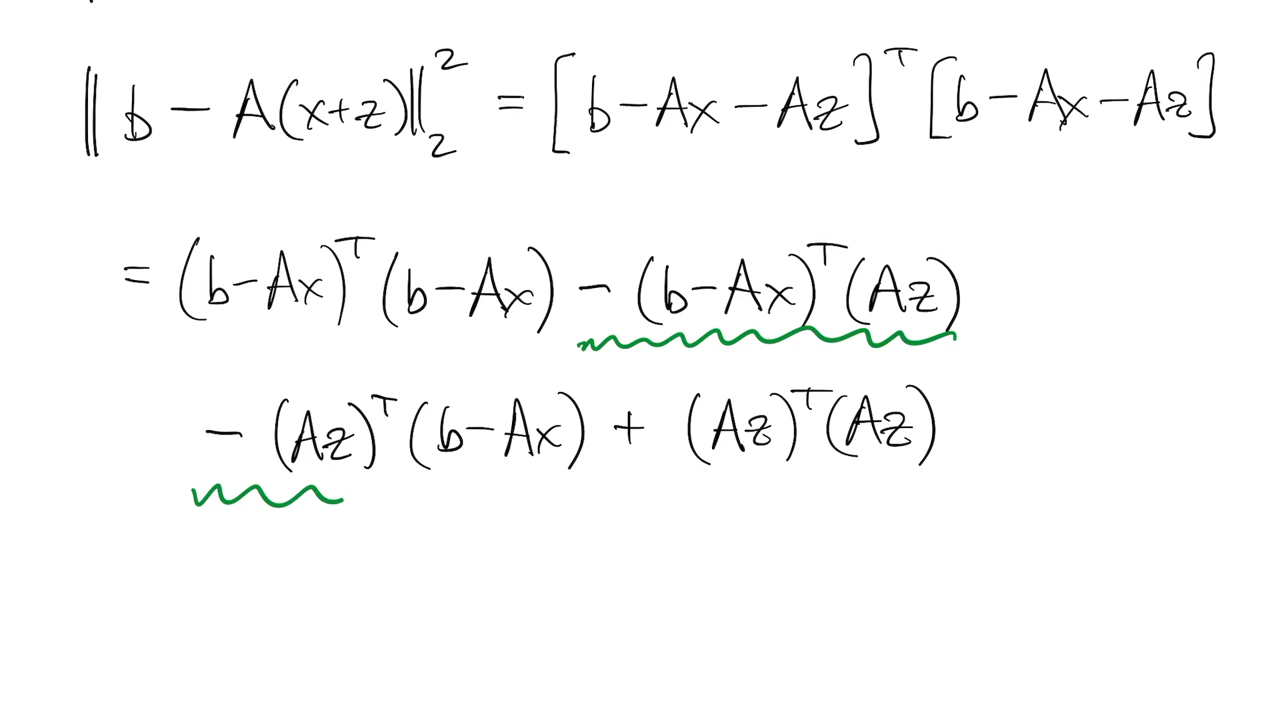 ‖b − A(x+z)‖₂² = [b − Ax − Az]ᵀ [b − Ax − Az]
= (b−Ax)ᵀ (b−Ax) − (b−Ax)ᵀ (Az)
− (Az)ᵀ (b−Ax) + (Az)ᵀ (Az)